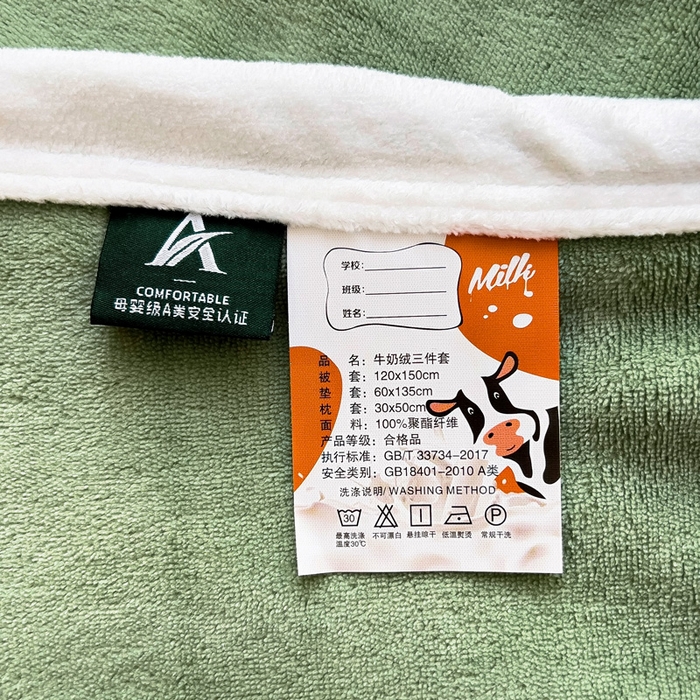 A
COMFORTABLE
母婴级A类安全认证
学校:
班级:
姓名:
Milk
品 名: 牛奶绒三件套
被 套: 120x150cm
垫 套: 60x135cm
枕 套: 30x50cm
面 料: 100%聚酯纤维
产品等级: 合格品
执行标准: GB/T 33734-2017
安全类别: GB18401-2010 A类
洗涤说明/ WASHING METHOD
30
P
最高洗涤 不可漂白 悬挂晾干 低温熨烫 常规干洗
温度30℃